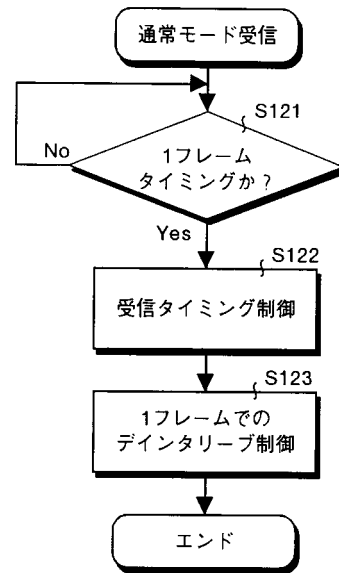 通常モード受信
S121
1フレーム
タイミングか?
No
Yes
S122
受信タイミング制御
S123
1フレームでの
デインタリーブ制御
エンド